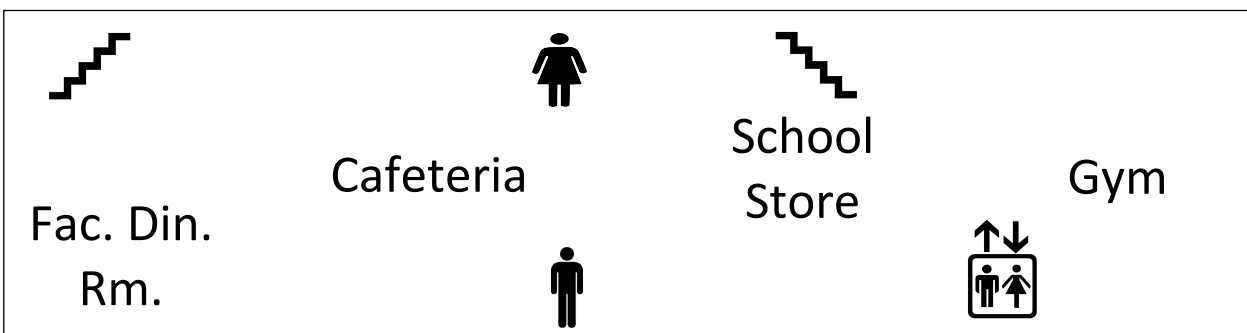 Cafeteria
School
Store
Gym
Fac. Din.
Rm.